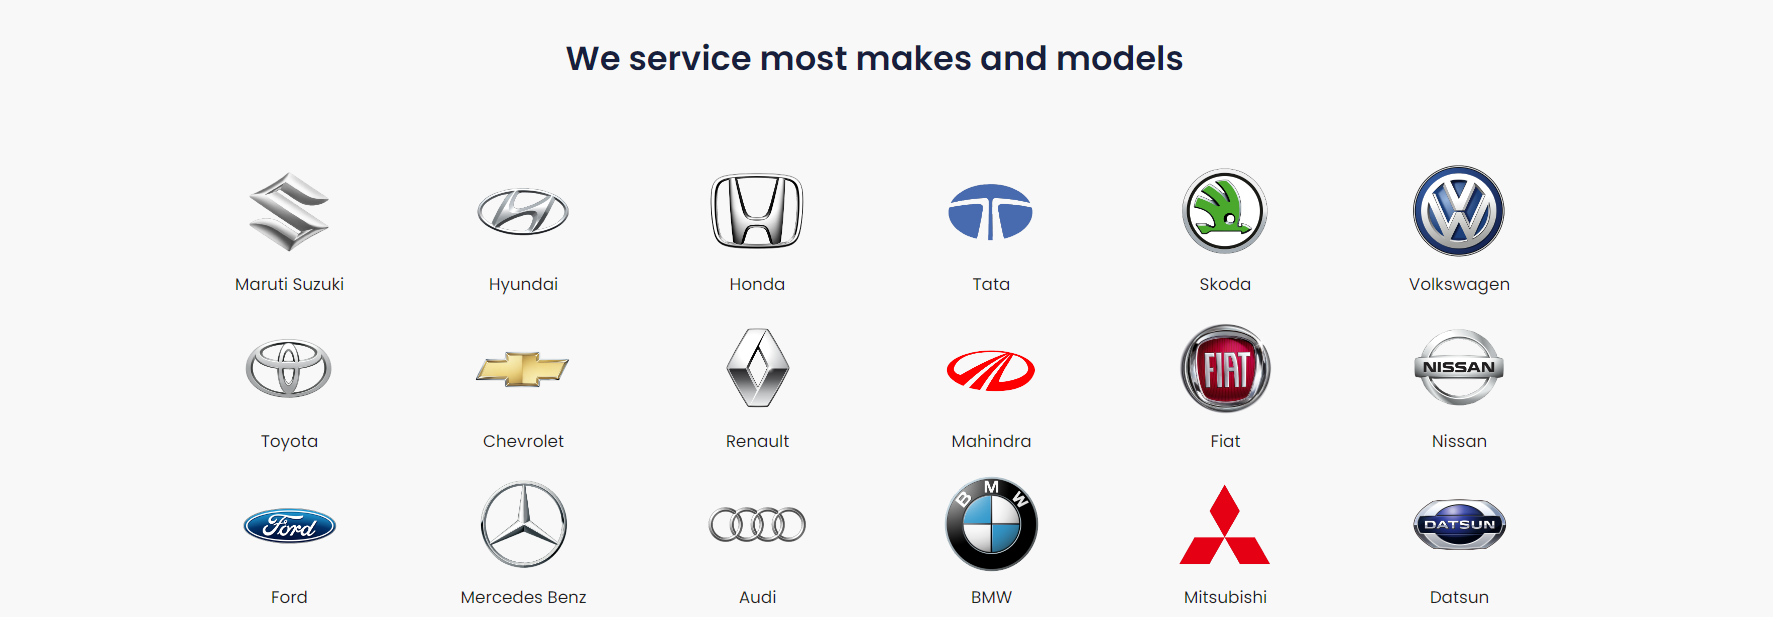 We service most makes and models
Maruti Suzuki Hyundai Honda Tata Skoda Volkswagen
FIAT NISSAN
Toyota Chevrolet Renault Mahindra Fiat Nissan
Ford BMW DATSUN
Ford Mercedes Benz Audi BMW Mitsubishi Datsun